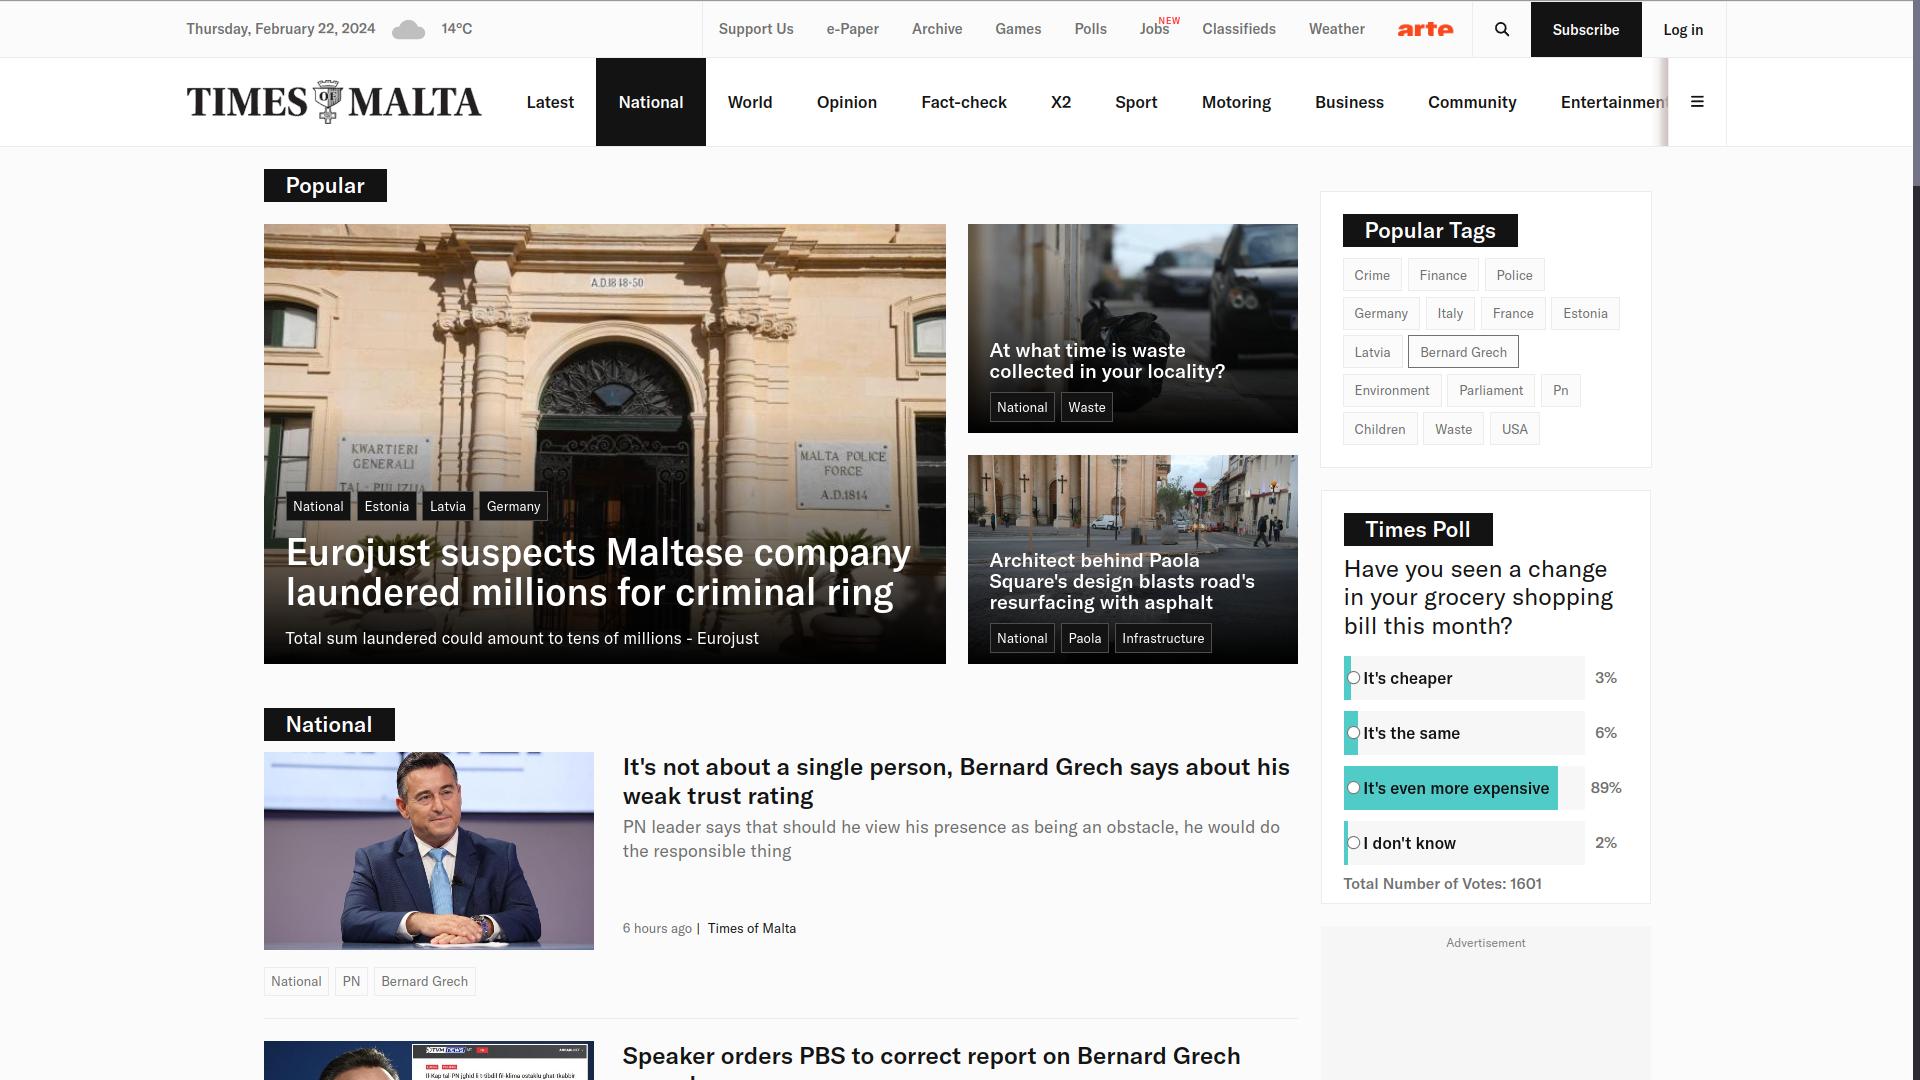 Thursday, February 22, 2024
14°C
Support Us
e-Paper
Archive
Games
Polls
Jobs NEW
Classifieds
Weather
arte
Subscribe
Log in
TIMES OF MALTA
Latest
National
World
Opinion
Fact-check
X2
Sport
Motoring
Business
Community
Entertainment
Popular
A.D.1848-50
KWARTIERI
GENERALI
TAL-PULIZIJA
MALTA POLICE
FORCE
A.D.1814
National Estonia Latvia Germany
Eurojust suspects Maltese company
laundered millions for criminal ring
Total sum laundered could amount to tens of millions - Eurojust
At what time is waste
collected in your locality?
National Waste
Architect behind Paola
Square's design blasts road's
resurfacing with asphalt
National Paola Infrastructure
National
It's not about a single person, Bernard Grech says about his
weak trust rating
PN leader says that should he view his presence as being an obstacle, he would do
the responsible thing
6 hours ago | Times of Malta
National PN Bernard Grech
Speaker orders PBS to correct report on Bernard Grech
Popular Tags
Crime Finance Police
Germany Italy France Estonia
Latvia Bernard Grech
Environment Parliament Pn
Children Waste USA
Times Poll
Have you seen a change
in your grocery shopping
bill this month?
It's cheaper 3%
It's the same 6%
It's even more expensive 89%
I don't know 2%
Total Number of Votes: 1601
Advertisement